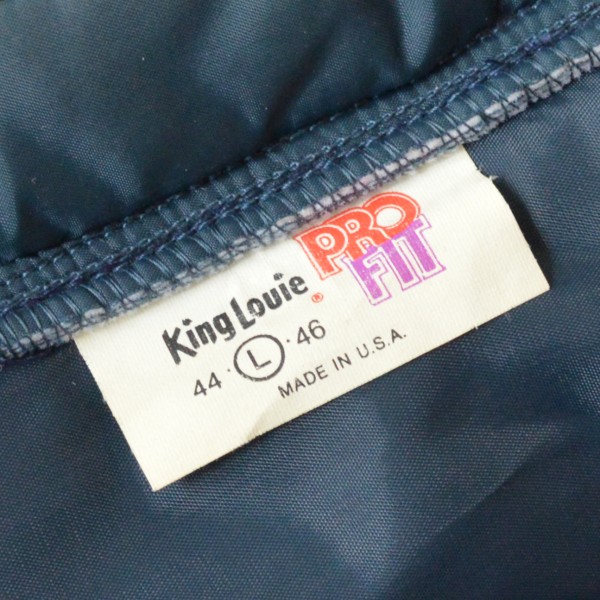 King Louie ® PRO
FIT
44 · L · 46
MADE IN U.S.A.